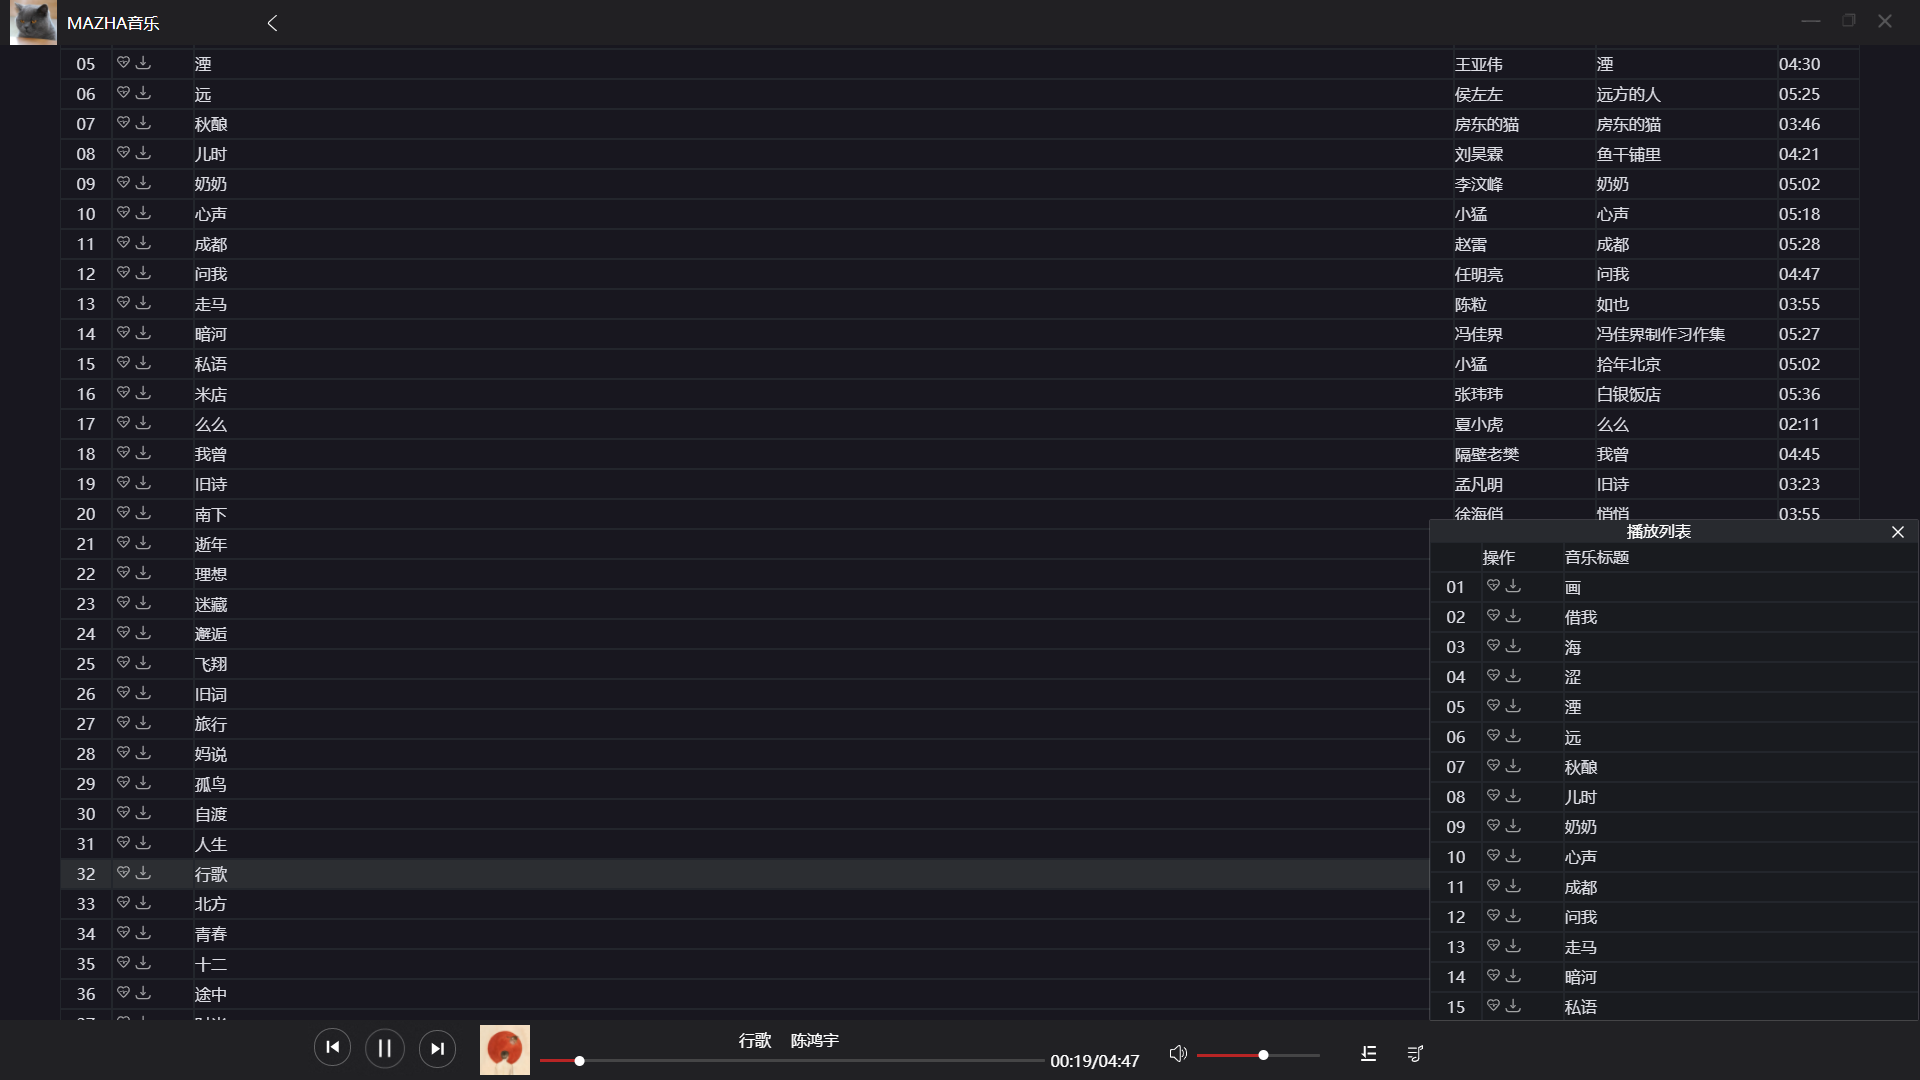 MAZHA音乐
05 湮 王亚伟 湮 04:30
06 远 侯左左 远方的人 05:25
07 秋酿 房东的猫 房东的猫 03:46
08 儿时 刘昊霖 鱼干铺里 04:21
09 奶奶 李汶峰 奶奶 05:02
10 心声 小猛 心声 05:18
11 成都 赵雷 成都 05:28
12 问我 任明亮 问我 04:47
13 走马 陈粒 如也 03:55
14 暗河 冯佳界 冯佳界制作习作集 05:27
15 私语 小猛 拾年北京 05:02
16 米店 张玮玮 白银饭店 05:36
17 么么 夏小虎 么么 02:11
18 我曾 隔壁老樊 我曾 04:45
19 旧诗 孟凡明 旧诗 03:23
20 南下 徐海俏 悄悄 03:55
21 逝年
22 理想
23 迷藏
24 邂逅
25 飞翔
26 旧词
27 旅行
28 妈说
29 孤鸟
30 自渡
31 人生
32 行歌
33 北方
34 青春
35 十二
36 途中
播放列表
操作 音乐标题
01 画
02 借我
03 海
04 涩
05 湮
06 远
07 秋酿
08 儿时
09 奶奶
10 心声
11 成都
12 问我
13 走马
14 暗河
15 私语
行歌 陈鸿宇
00:19/04:47